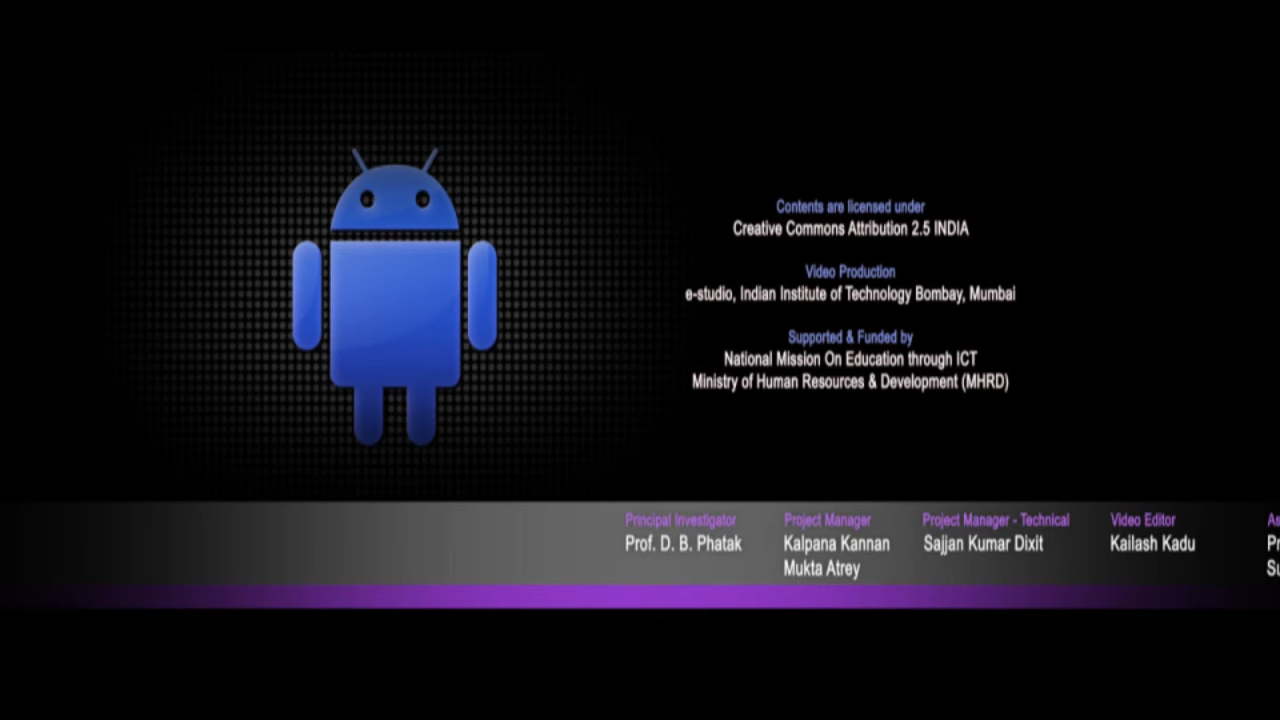 Contents are licensed under
Creative Commons Attribution 2.5 INDIA
Video Production
e-studio, Indian Institute of Technology Bombay, Mumbai
Supported & Funded by
National Mission On Education through ICT
Ministry of Human Resources & Development (MHRD)
Principal Investigator
Prof. D. B. Phatak
Project Manager
Kalpana Kannan
Mukta Atrey
Project Manager - Technical
Sajjan Kumar Dixit
Video Editor
Kailash Kadu